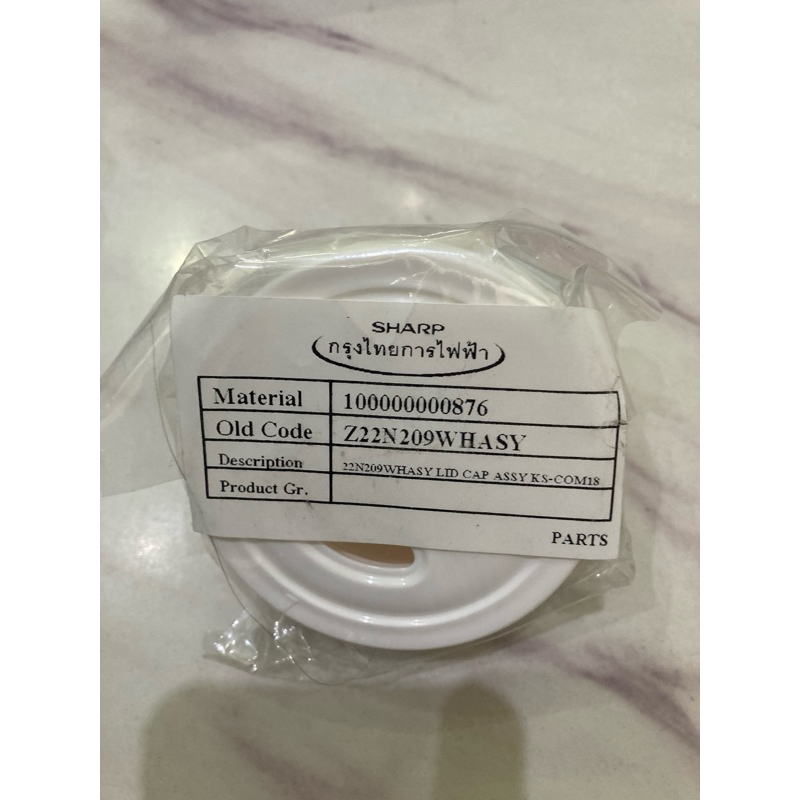 SHARP
กรุงไทยการไฟฟ้า
Material 100000000876
Old Code Z22N209WHASY
Description 22N209WHASY LID CAP ASSY KS-COM18
Product Gr.
PARTS